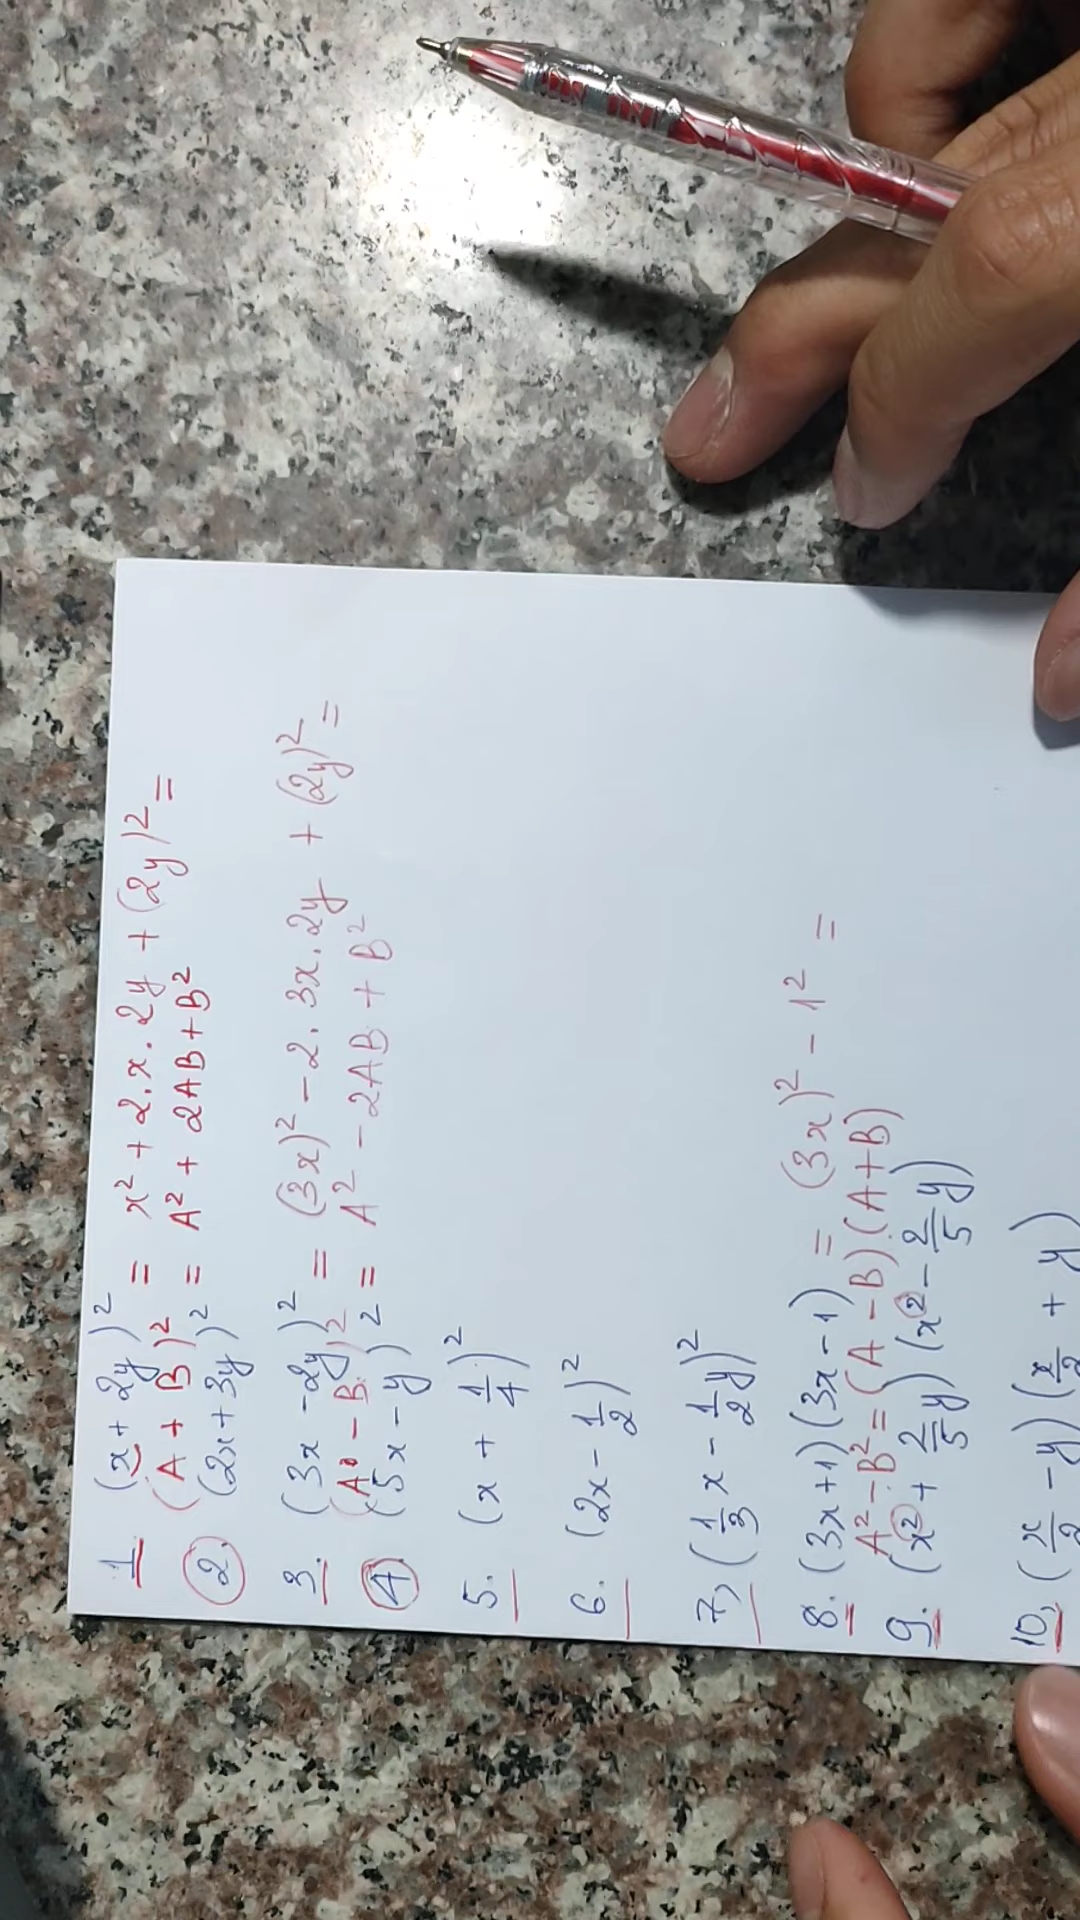 1. (x + 2y)² = x² + 2.x.2y + (2y)² =
(A + B)² = A² + 2AB + B²
2. (2x + 3y)²
3. (3x - 2y)² = (3x)² - 2.3x.2y + (2y)² =
(A - B)² = A² - 2AB + B²
4. (5x - y)²
5. (x + 1/4)²
6. (2x - 1/2)²
7, (1/3 x - 1/2 y)²
8. (3x+1)(3x-1) = (3x)² - 1² =
A² - B² = (A - B)(A + B)
9. (x² + 2/5 y)(x² - 2/5 y)
10, (x/2 - y)(x/2 + y)